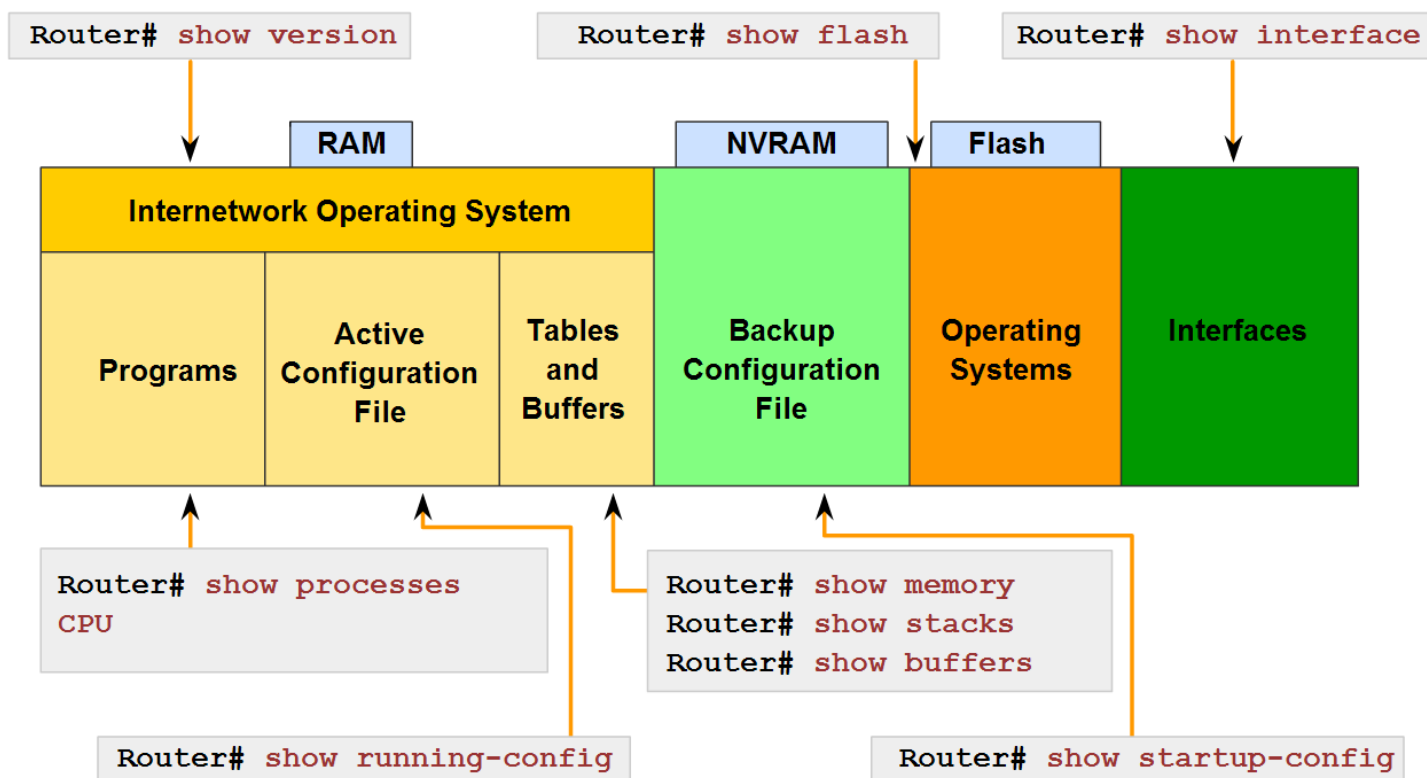 Router# show version
Router# show flash
Router# show interface
RAM
NVRAM
Flash
Internetwork Operating System
Programs
Active
Configuration
File
Tables
and
Buffers
Backup
Configuration
File
Operating
Systems
Interfaces
Router# show processes
CPU
Router# show memory
Router# show stacks
Router# show buffers
Router# show running-config
Router# show startup-config